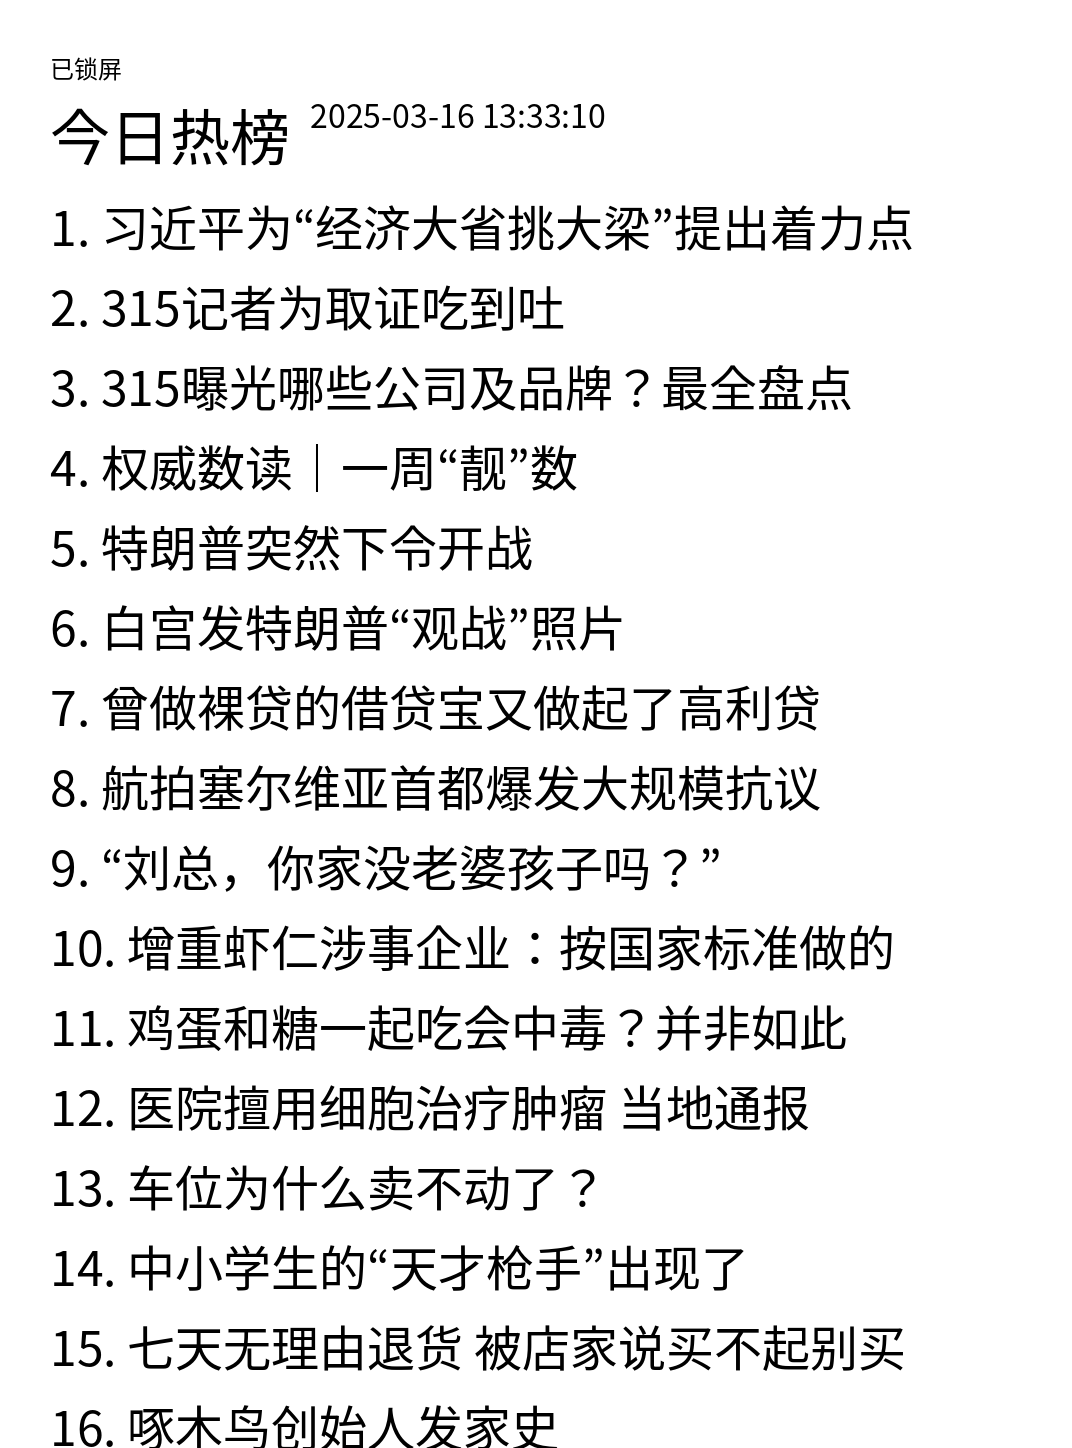 已锁屏
今日热榜 2025-03-16 13:33:10
1. 习近平为“经济大省挑大梁”提出着力点
2. 315记者为取证吃到吐
3. 315曝光哪些公司及品牌？最全盘点
4. 权威数读｜一周“靓”数
5. 特朗普突然下令开战
6. 白宫发特朗普“观战”照片
7. 曾做裸贷的借贷宝又做起了高利贷
8. 航拍塞尔维亚首都爆发大规模抗议
9. “刘总，你家没老婆孩子吗？”
10. 增重虾仁涉事企业：按国家标准做的
11. 鸡蛋和糖一起吃会中毒？并非如此
12. 医院擅用细胞治疗肿瘤 当地通报
13. 车位为什么卖不动了？
14. 中小学生的“天才枪手”出现了
15. 七天无理由退货 被店家说买不起别买
16. 啄木鸟创始人发家史